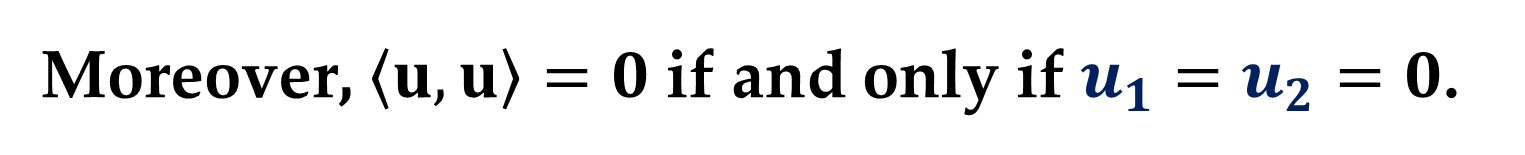 Moreover, ⟨u, u⟩ = 0 if and only if u₁ = u₂ = 0.